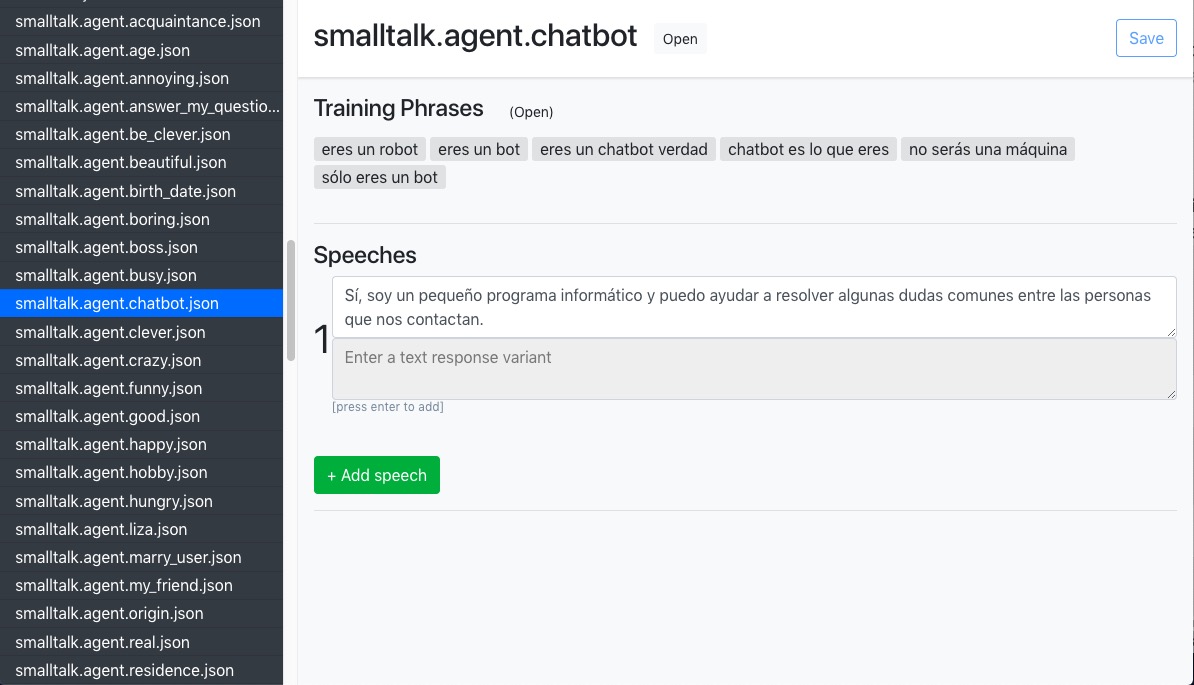 smalltalk.agent.acquaintance.json
smalltalk.agent.age.json
smalltalk.agent.annoying.json
smalltalk.agent.answer_my_questio...
smalltalk.agent.be_clever.json
smalltalk.agent.beautiful.json
smalltalk.agent.birth_date.json
smalltalk.agent.boring.json
smalltalk.agent.boss.json
smalltalk.agent.busy.json
smalltalk.agent.chatbot.json
smalltalk.agent.clever.json
smalltalk.agent.crazy.json
smalltalk.agent.funny.json
smalltalk.agent.good.json
smalltalk.agent.happy.json
smalltalk.agent.hobby.json
smalltalk.agent.hungry.json
smalltalk.agent.liza.json
smalltalk.agent.marry_user.json
smalltalk.agent.my_friend.json
smalltalk.agent.origin.json
smalltalk.agent.real.json
smalltalk.agent.residence.json
smalltalk.agent.chatbot Open Save
Training Phrases (Open)
eres un robot eres un bot eres un chatbot verdad chatbot es lo que eres no serás una máquina
sólo eres un bot
Speeches
1
Sí, soy un pequeño programa informático y puedo ayudar a resolver algunas dudas comunes entre las personas
que nos contactan.
Enter a text response variant
[press enter to add]
+ Add speech